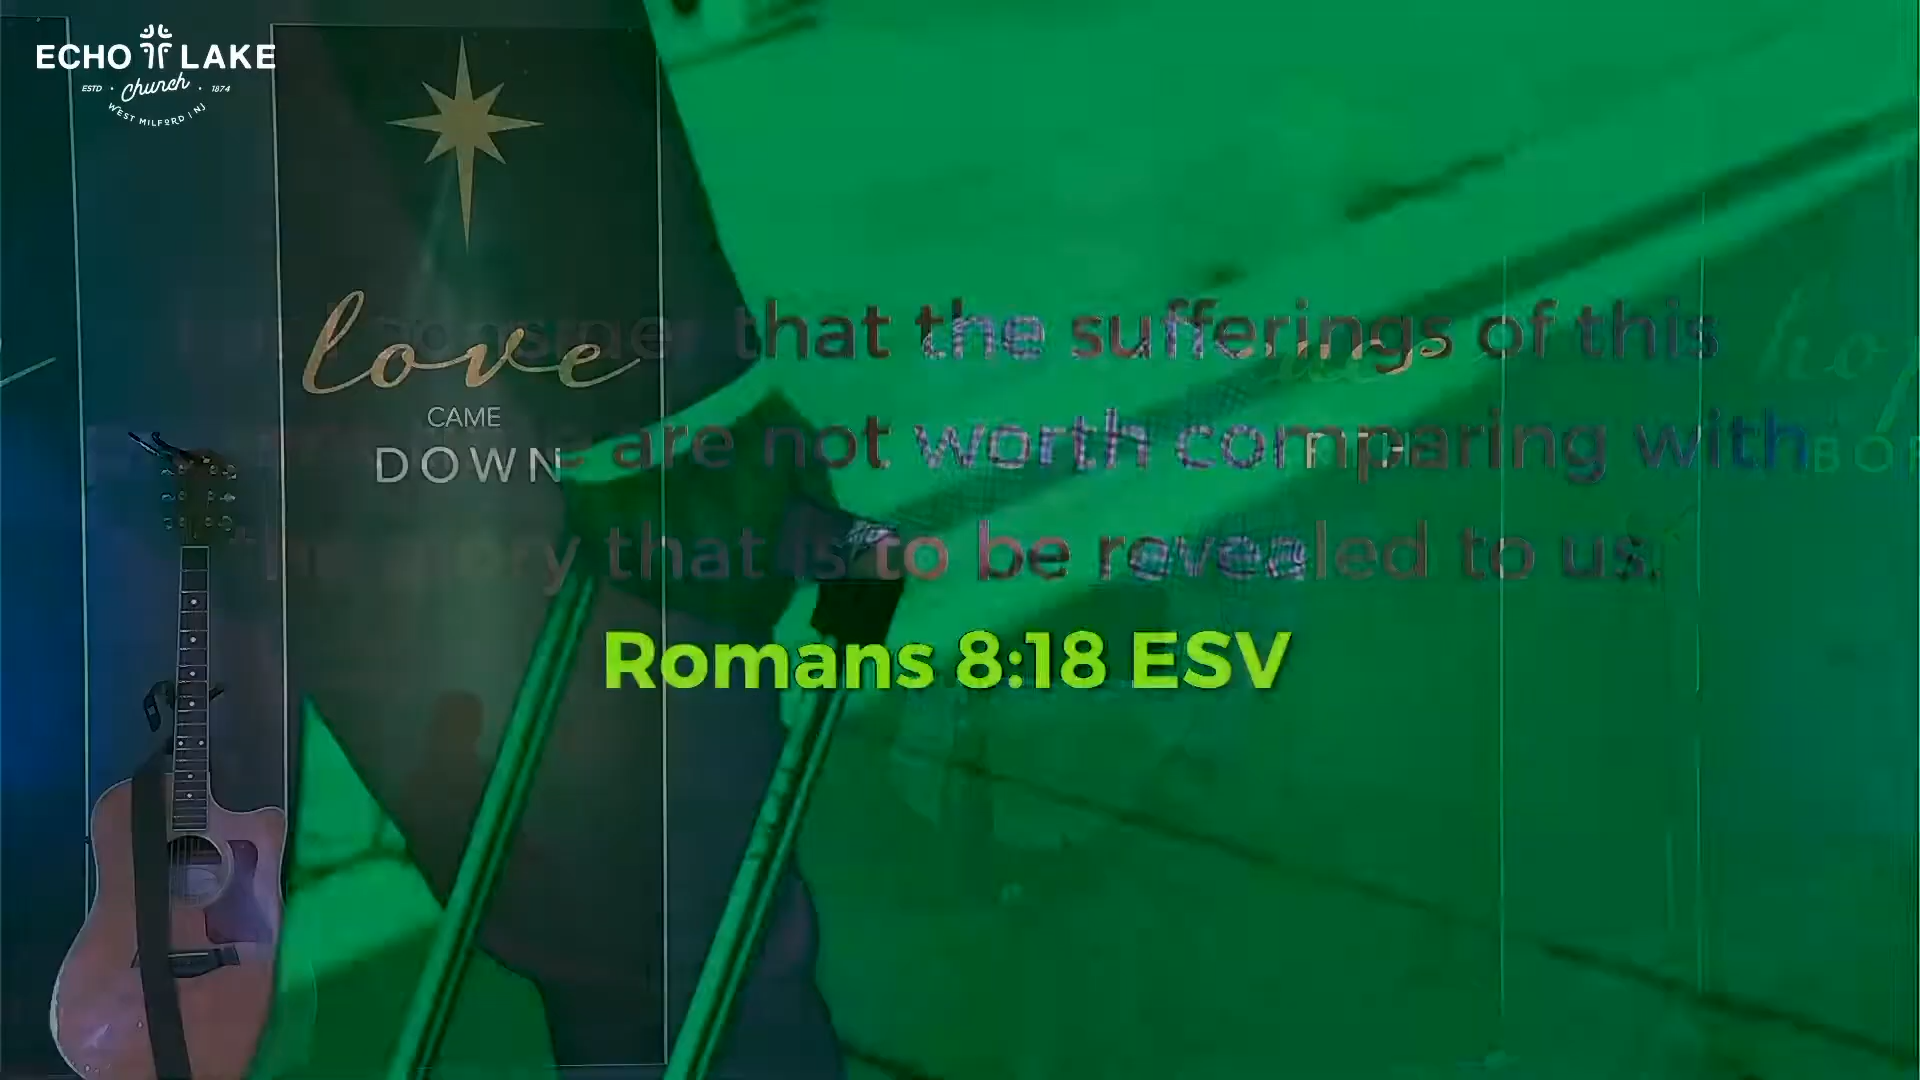 ECHO LAKE
ESTD · church · 1874
WEST MILFORD | NJ
love
CAME
DOWN
that the sufferings of this
are not worth comparing with
that is to be revealed to us.
Romans 8:18 ESV